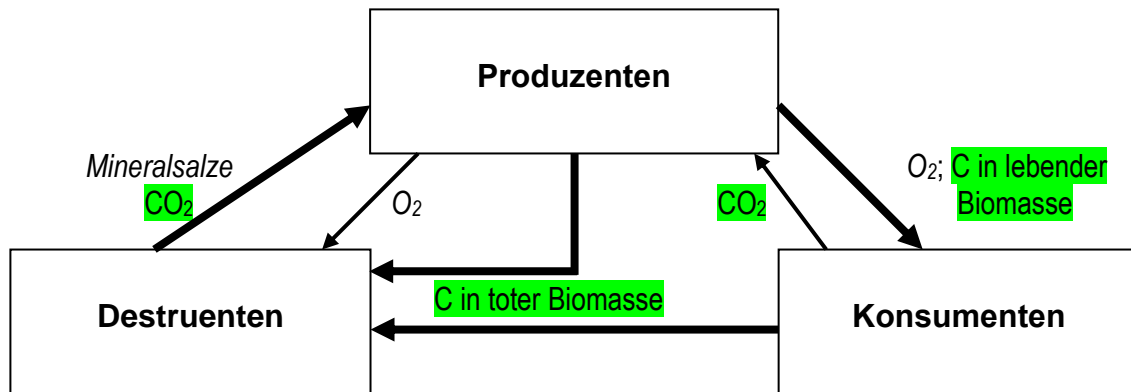 Produzenten
Mineralsalze
CO₂
O₂
CO₂
O₂; C in lebender
Biomasse
C in toter Biomasse
Destruenten
Konsumenten